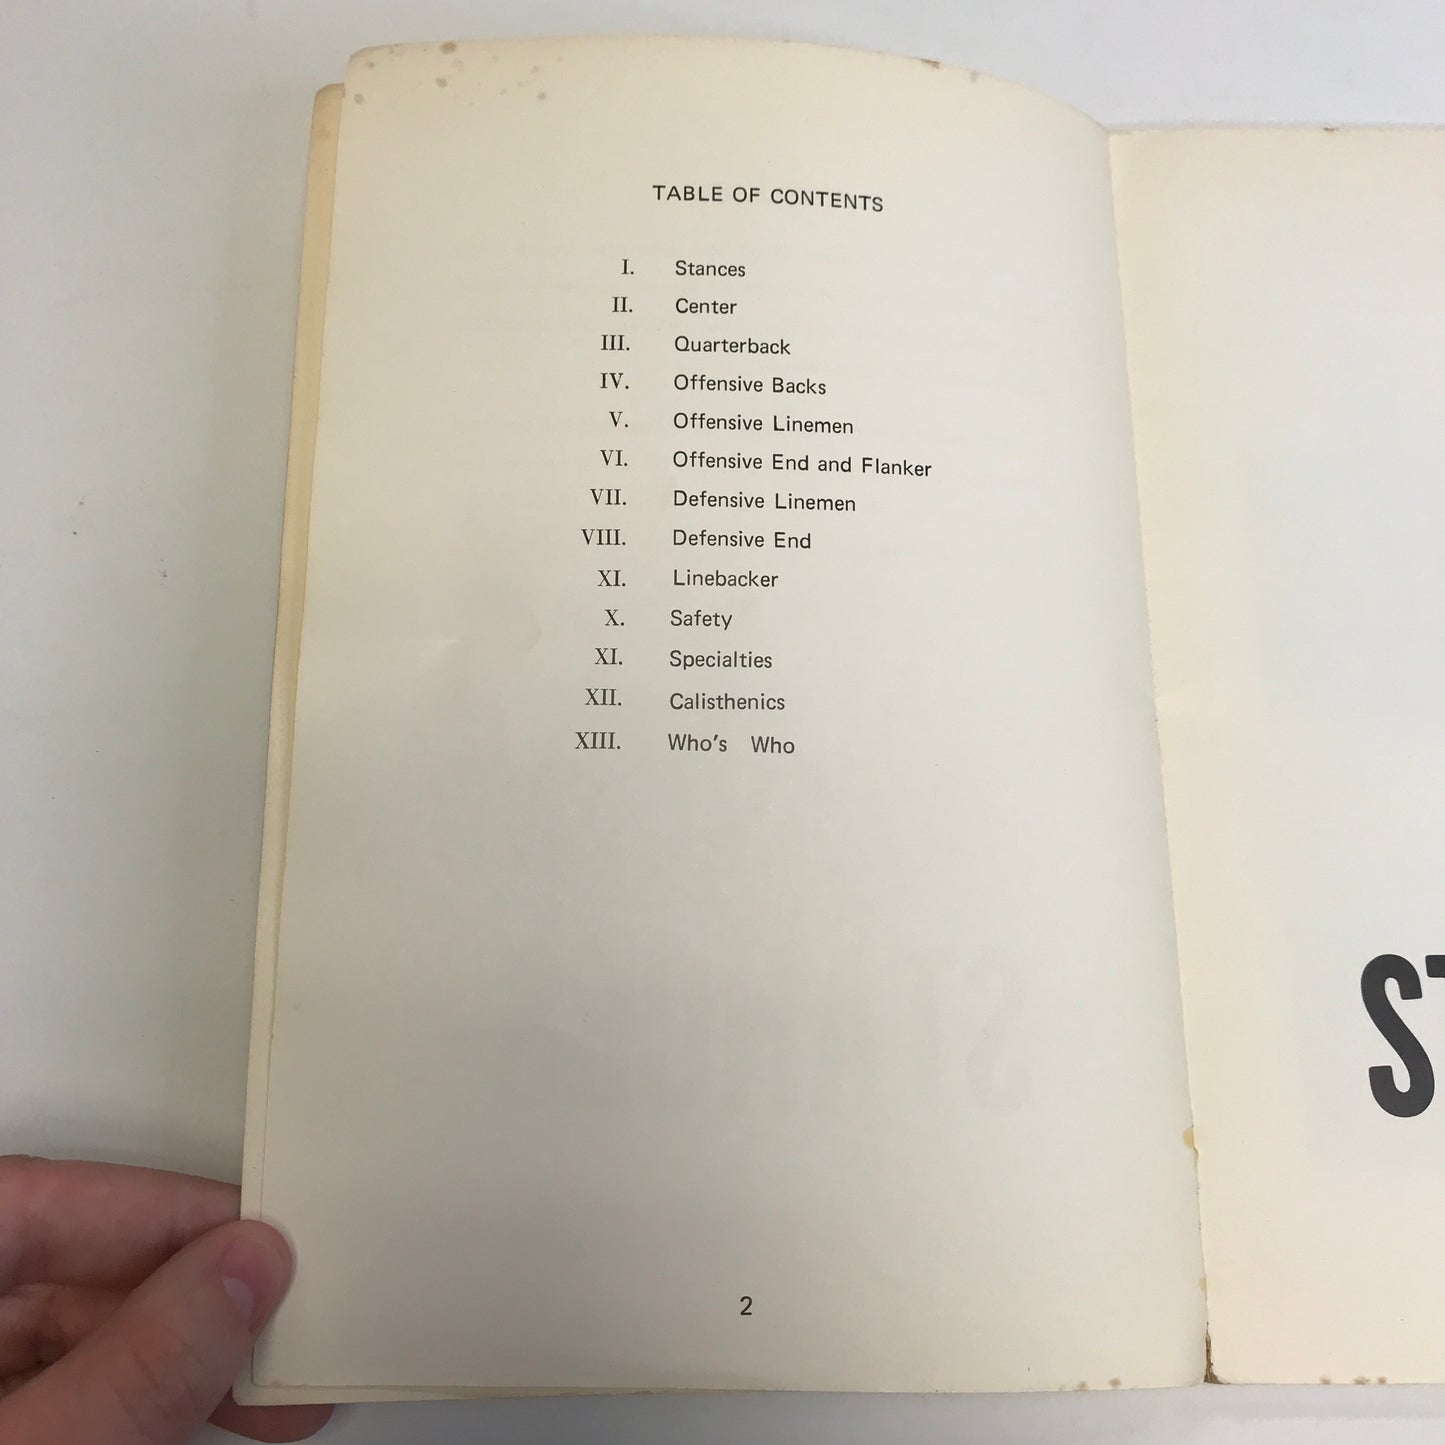 TABLE OF CONTENTS
I. Stances
II. Center
III. Quarterback
IV. Offensive Backs
V. Offensive Linemen
VI. Offensive End and Flanker
VII. Defensive Linemen
VIII. Defensive End
XI. Linebacker
X. Safety
XI. Specialties
XII. Calisthenics
XIII. Who's Who
2